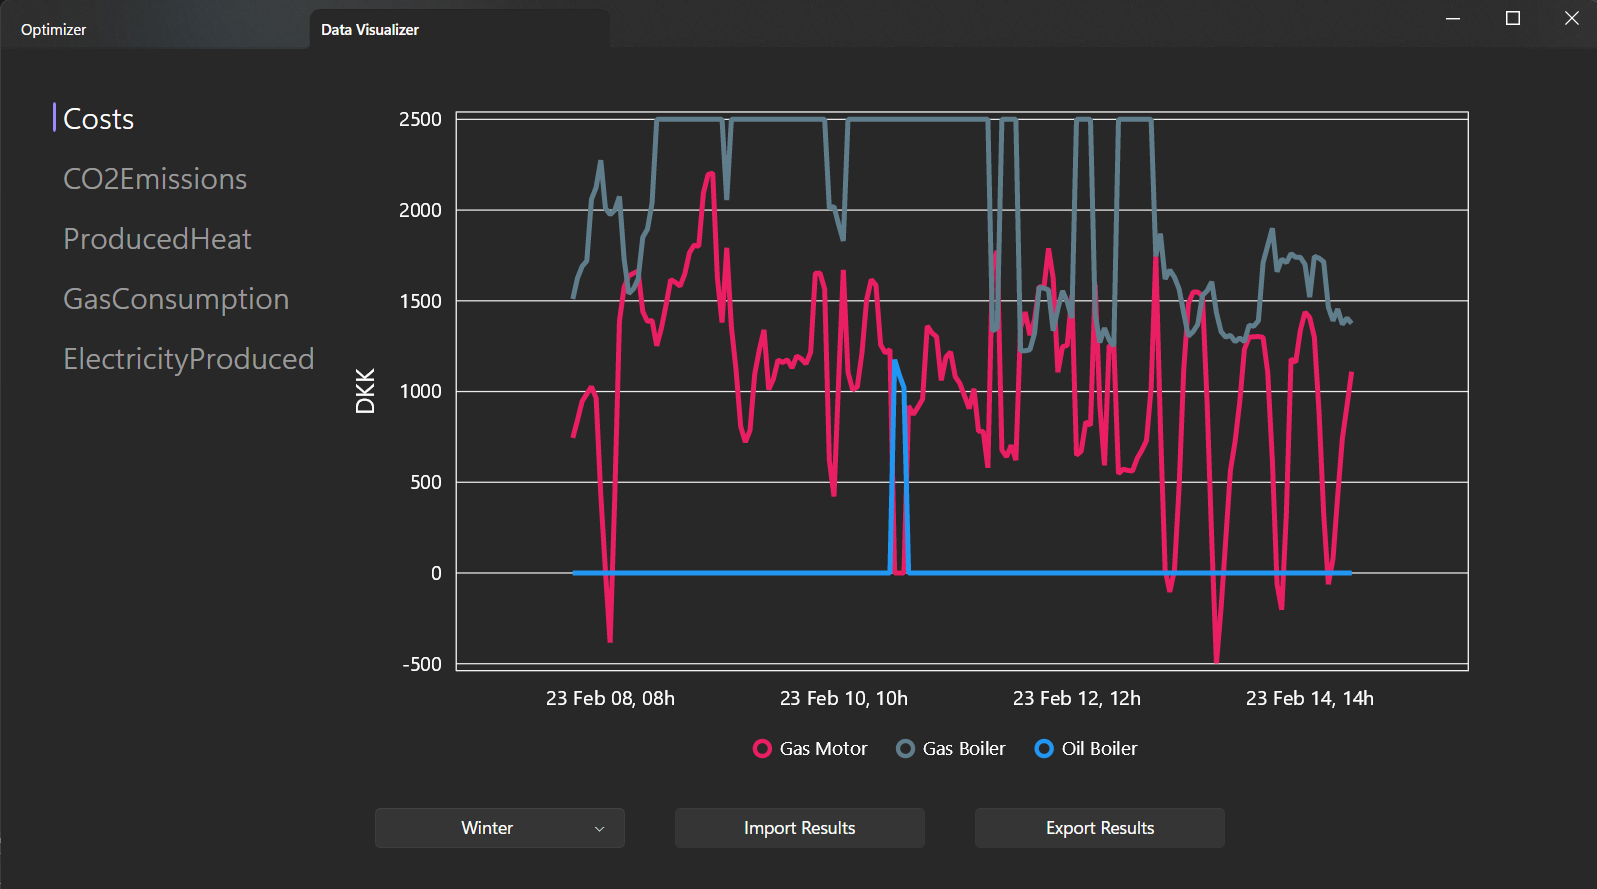 Optimizer
Data Visualizer
Costs
CO2Emissions
ProducedHeat
GasConsumption
ElectricityProduced
DKK
2500
2000
1500
1000
500
0
-500
23 Feb 08, 08h
23 Feb 10, 10h
23 Feb 12, 12h
23 Feb 14, 14h
Gas Motor
Gas Boiler
Oil Boiler
Winter
Import Results
Export Results